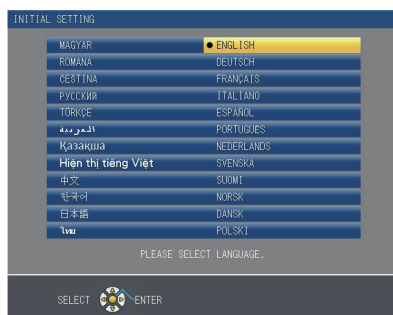 INITIAL SETTING
MAGYAR
ENGLISH
ROMÂNA
DEUTSCH
ČEŠTINA
FRANÇAIS
РУССКИЙ
ITALIANO
TÜRKÇE
ESPAÑOL
العربية
PORTUGUÊS
Қазақша
NEDERLANDS
Hiện thị tiếng Việt
SVENSKA
中文
SUOMI
한국어
NORSK
日本語
DANSK
ไทย
POLSKI
PLEASE SELECT LANGUAGE.
SELECT ENTER